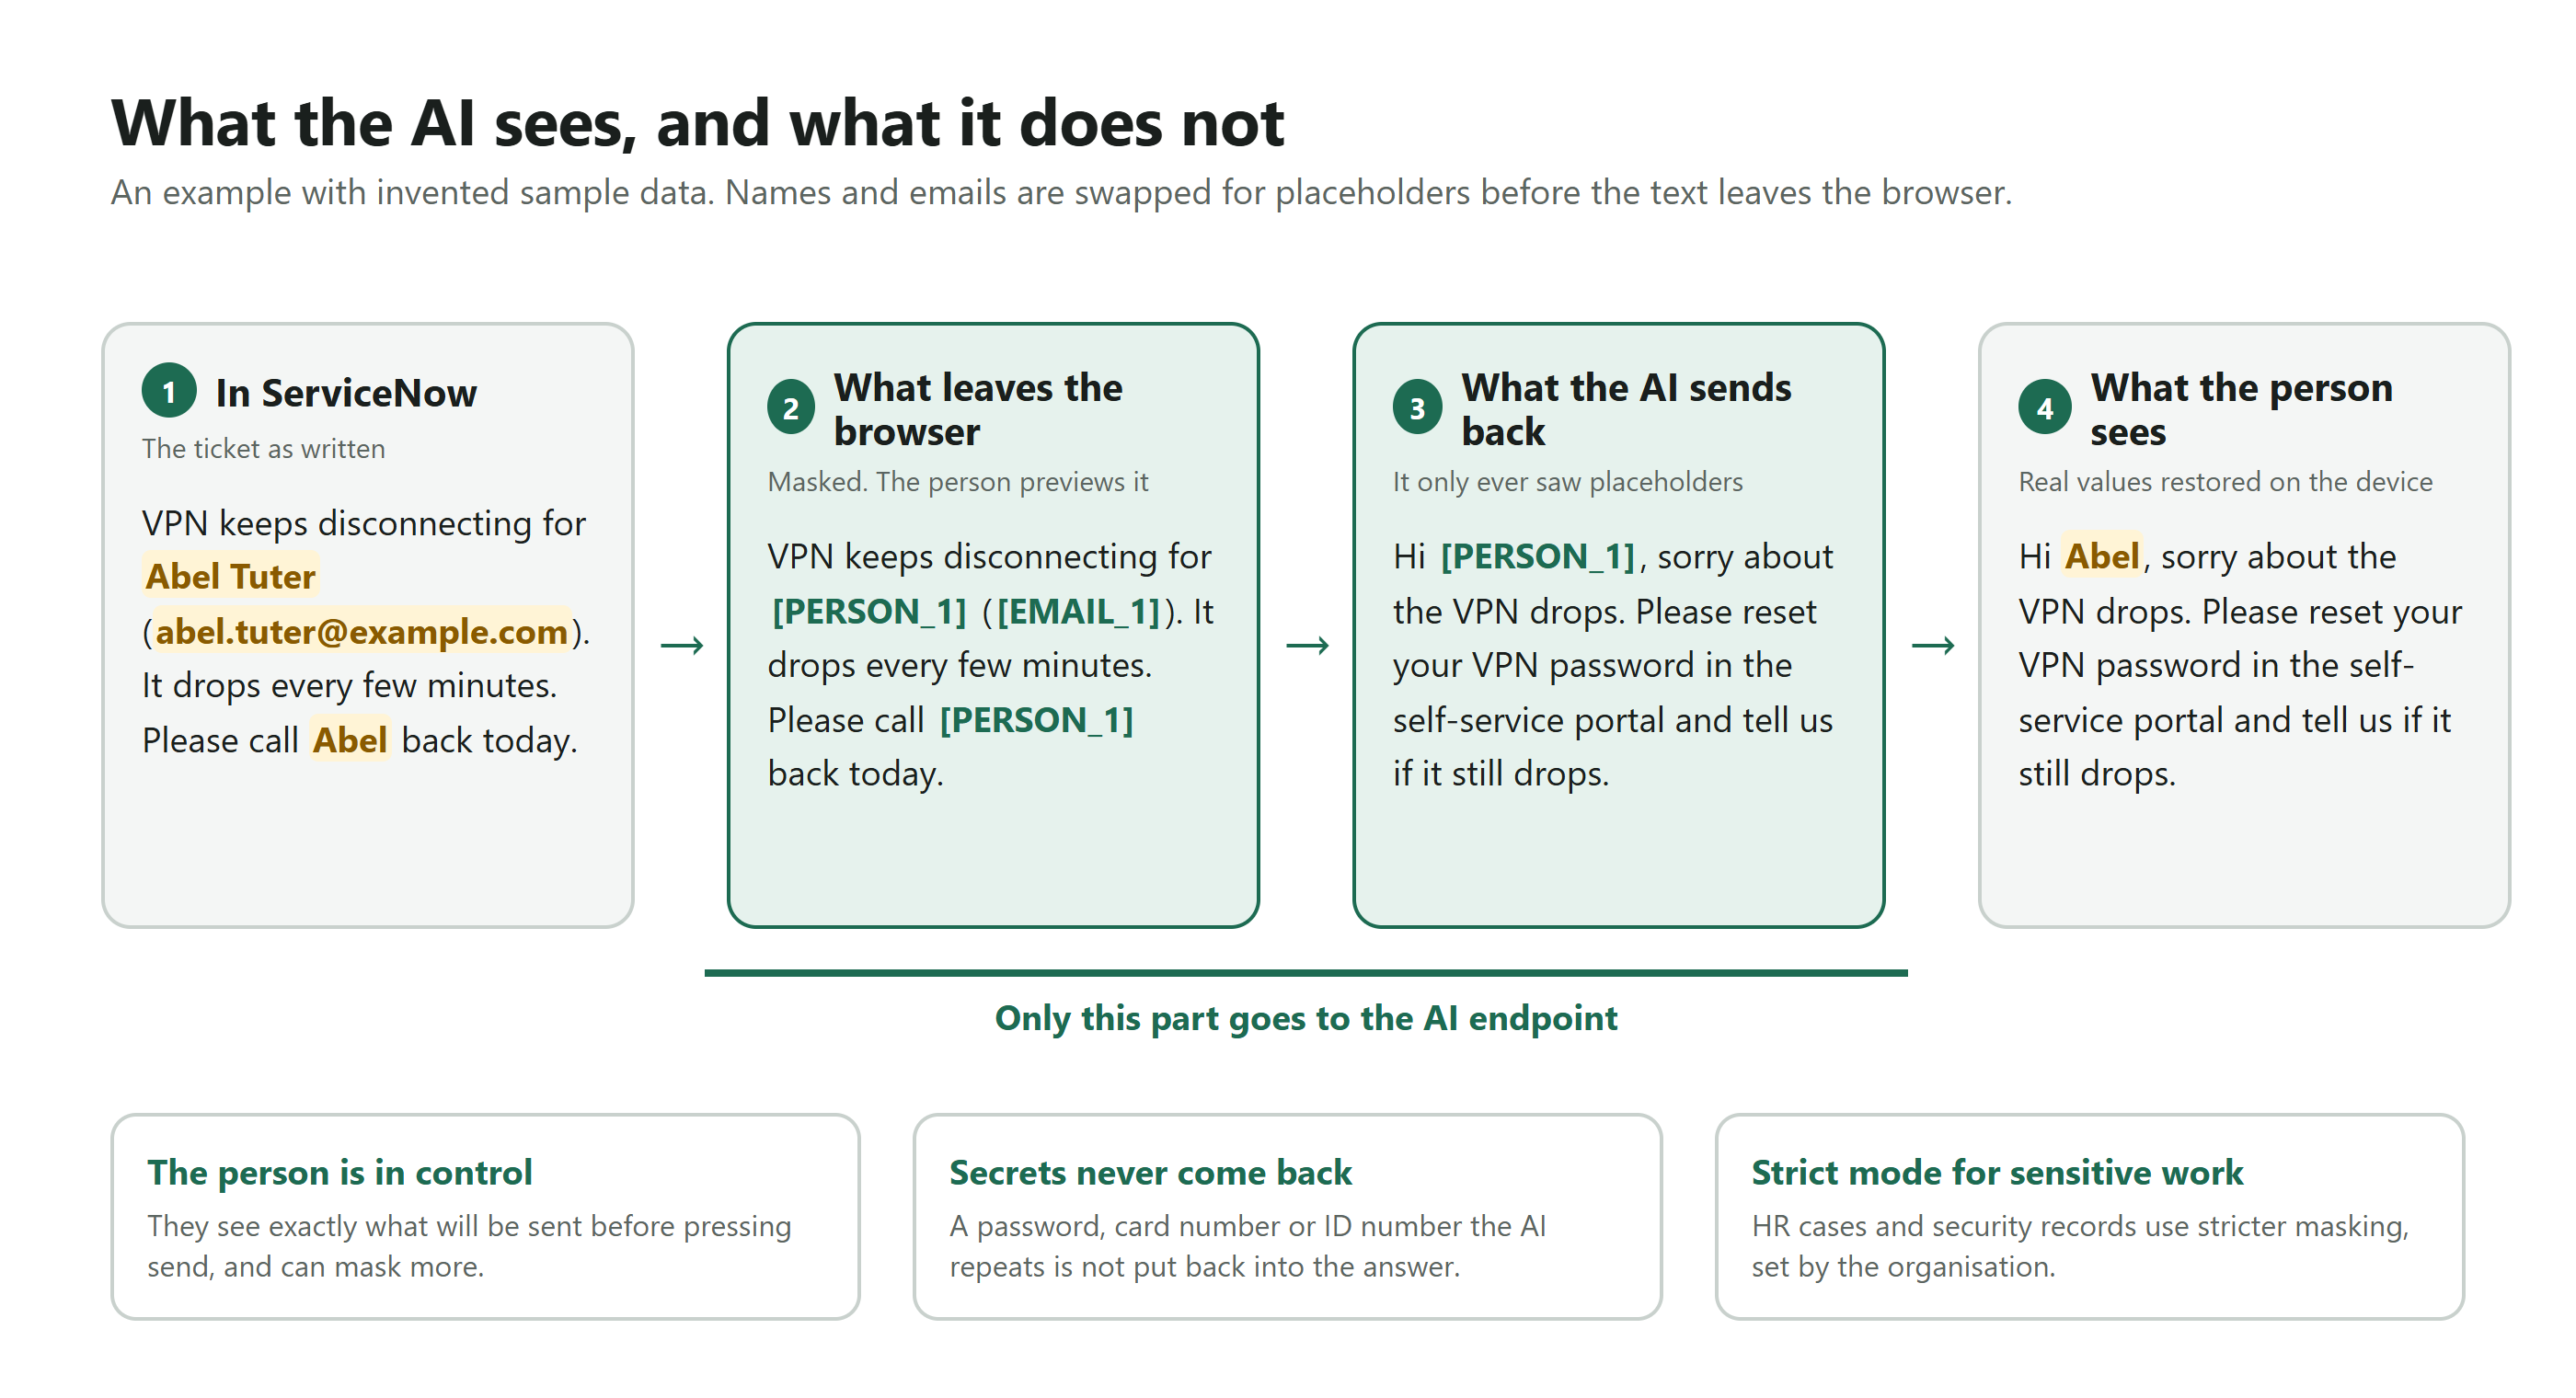 What the AI sees, and what it does not
An example with invented sample data. Names and emails are swapped for placeholders before the text leaves the browser.
1 In ServiceNow
The ticket as written
VPN keeps disconnecting for
Abel Tuter
(abel.tuter@example.com).
It drops every few minutes.
Please call Abel back today.
→
2 What leaves the
browser
Masked. The person previews it
VPN keeps disconnecting for
[PERSON_1] ([EMAIL_1]). It
drops every few minutes.
Please call [PERSON_1]
back today.
→
3 What the AI sends
back
It only ever saw placeholders
Hi [PERSON_1], sorry about
the VPN drops. Please reset
your VPN password in the
self-service portal and tell us
if it still drops.
→
4 What the person
sees
Real values restored on the device
Hi Abel, sorry about the
VPN drops. Please reset your
VPN password in the self-
service portal and tell us if it
still drops.
Only this part goes to the AI endpoint
The person is in control
They see exactly what will be sent before pressing
send, and can mask more.
Secrets never come back
A password, card number or ID number the AI
repeats is not put back into the answer.
Strict mode for sensitive work
HR cases and security records use stricter masking,
set by the organisation.